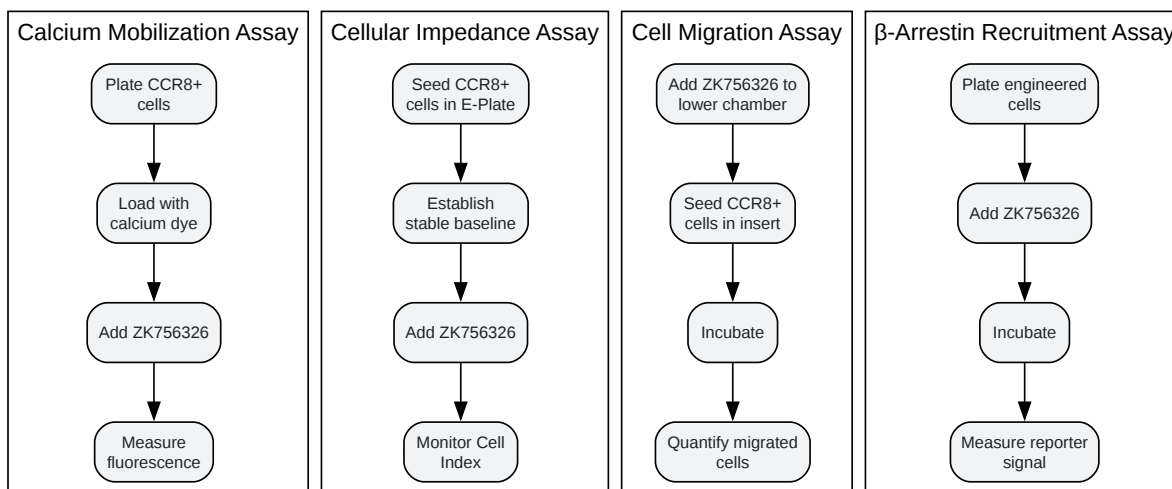 Calcium Mobilization Assay
Plate CCR8+
cells
Load with
calcium dye
Add ZK756326
Measure
fluorescence
Cellular Impedance Assay
Seed CCR8+
cells in E-Plate
Establish
stable baseline
Add ZK756326
Monitor Cell
Index
Cell Migration Assay
Add ZK756326 to
lower chamber
Seed CCR8+
cells in insert
Incubate
Quantify migrated
cells
β-Arrestin Recruitment Assay
Plate engineered
cells
Add ZK756326
Incubate
Measure reporter
signal